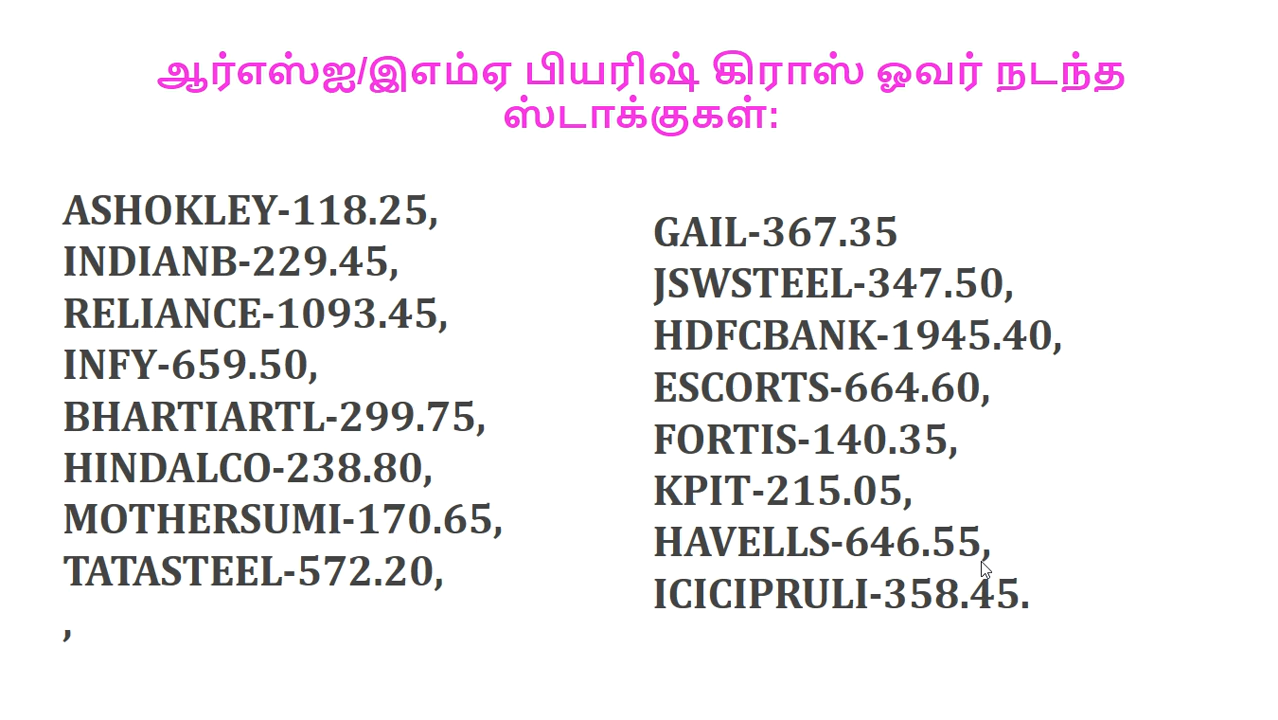 ஆர்எஸ்ஐ/இஎம்ஏ பியரிஷ் கிராஸ் ஓவர் நடந்த
ஸ்டாக்குகள்:
ASHOKLEY-118.25,
INDIANB-229.45,
RELIANCE-1093.45,
INFY-659.50,
BHARTIARTL-299.75,
HINDALCO-238.80,
MOTHERSUMI-170.65,
TATASTEEL-572.20,
,
GAIL-367.35
JSWSTEEL-347.50,
HDFCBANK-1945.40,
ESCORTS-664.60,
FORTIS-140.35,
KPIT-215.05,
HAVELLS-646.55,
ICICIPRULI-358.45.